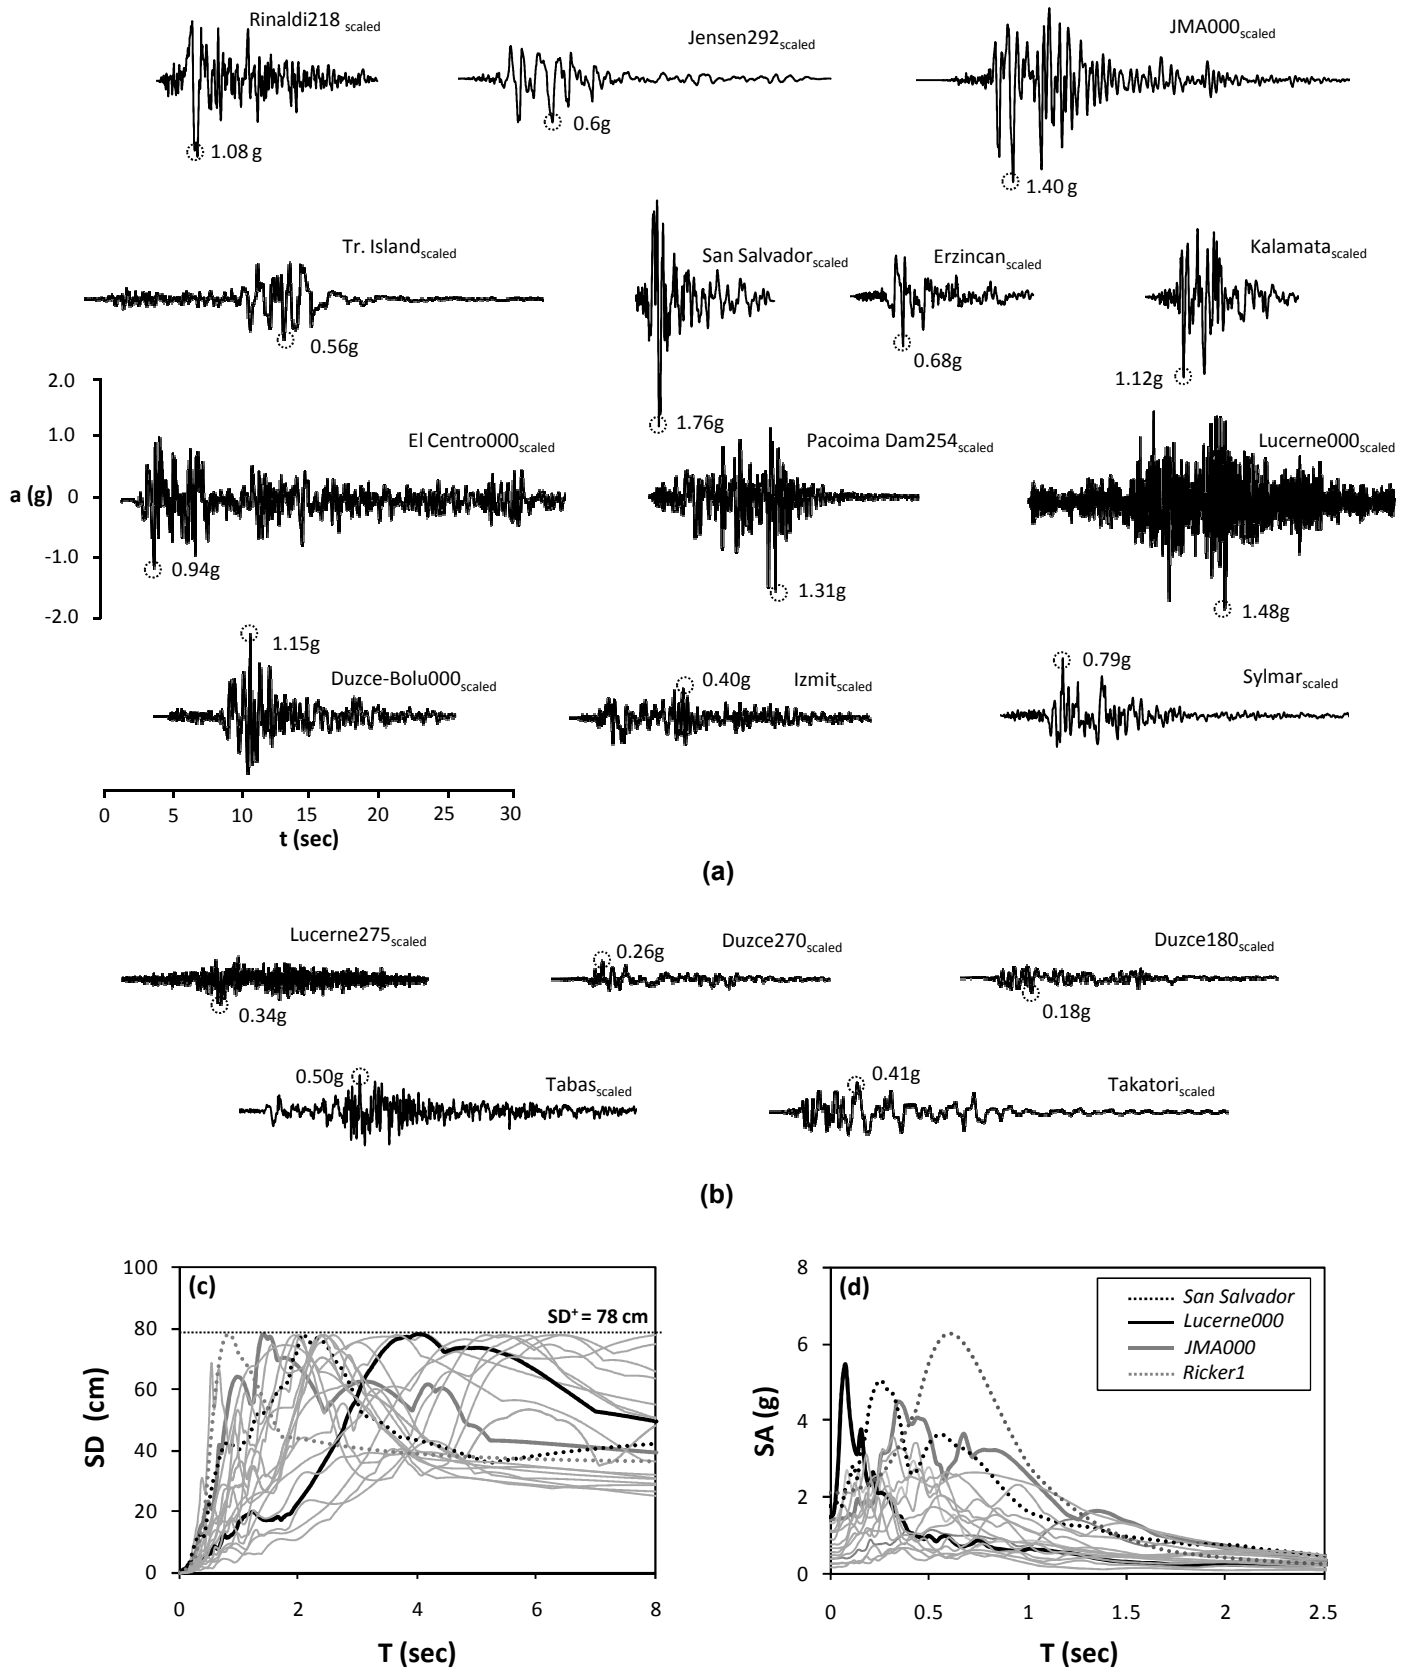 Rinaldi218 scaled
Jensen292scaled
JMA000scaled
0.6g
1.08 g
1.40 g
Tr. Islandscaled
San Salvadorscaled
Erzincanscaled
Kalamatascaled
0.56g
0.68g
1.12g
2.0
1.76g
1.0
El Centro000scaled
Pacoima Dam254scaled
Lucerne000scaled
a (g)
0
-1.0
0.94g
1.31g
1.48g
-2.0
1.15g
Duzce-Bolu000scaled
0.40g
Izmitscaled
0.79g
Sylmarscaled
0 5 10 15 20 25 30
t (sec)
(a)
Lucerne275scaled
0.26g
Duzce270scaled
Duzce180scaled
0.34g
0.18g
0.50g
Tabasscaled
0.41g
Takatoriscaled
(b)
100
80
60
40
20
0
SD (cm)
(c)
SD+ = 78 cm
0 2 4 6 8
T (sec)
8
6
4
2
0
SA (g)
(d)
San Salvador
Lucerne000
JMA000
Ricker1
0 0.5 1 1.5 2 2.5
T (sec)